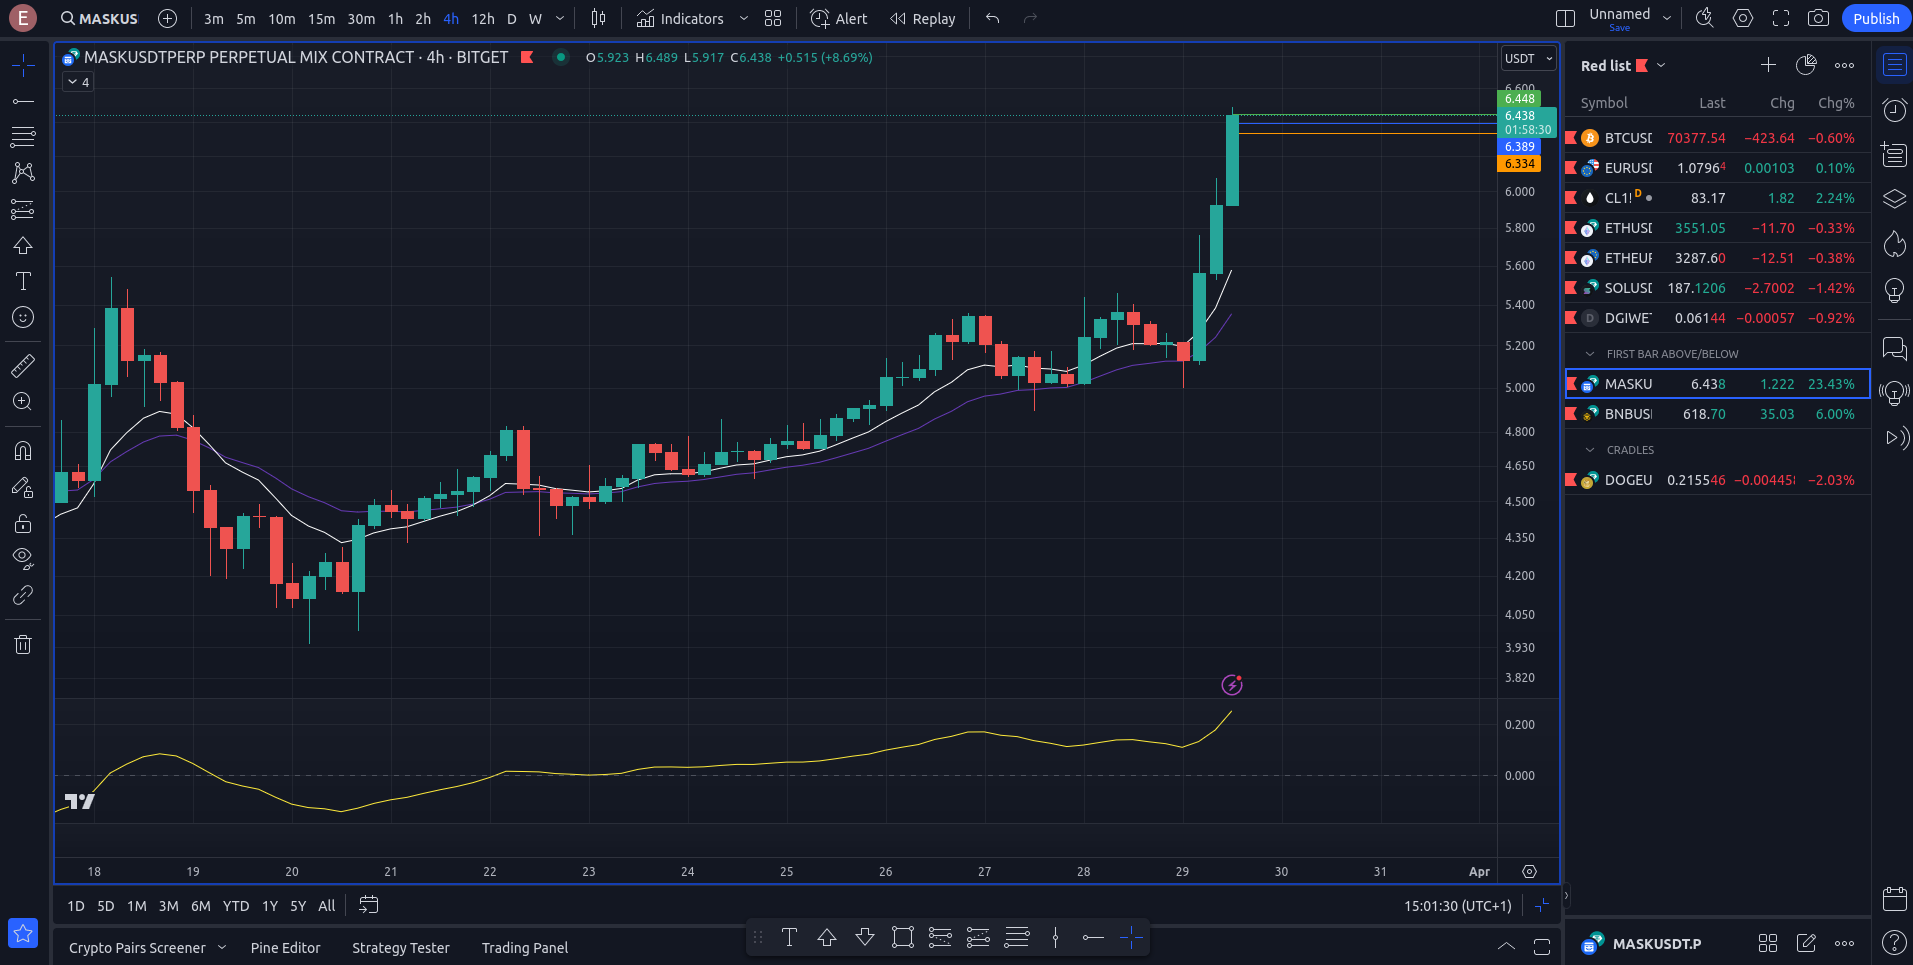 E MASKUS 3m 5m 10m 15m 30m 1h 2h 4h 12h D W Indicators Alert Replay Unnamed Save Publish
MASKUSDTPERP PERPETUAL MIX CONTRACT · 4h · BITGET O5.923 H6.489 L5.917 C6.438 +0.515 (+8.69%)
4
USDT
6.600
6.448
6.438
01:58:30
6.389
6.334
6.000
5.800
5.600
5.400
5.200
5.000
4.800
4.650
4.500
4.350
4.200
4.050
3.930
3.820
0.200
0.000
18 19 20 21 22 23 24 25 26 27 28 29 30 31 Apr
1D 5D 1M 3M 6M YTD 1Y 5Y All
15:01:30 (UTC+1)
Crypto Pairs Screener Pine Editor Strategy Tester Trading Panel
Red list
Symbol Last Chg Chg%
BTCUSD 70377.54 −423.64 −0.60%
EURUSD 1.07964 0.00103 0.10%
CL1! D 83.17 1.82 2.24%
ETHUSD 3551.05 −11.70 −0.33%
ETHEUR 3287.60 −12.51 −0.38%
SOLUSD 187.1206 −2.7002 −1.42%
D DGIWET 0.06144 −0.00057 −0.92%
FIRST BAR ABOVE/BELOW
MASKU 6.438 1.222 23.43%
BNBUS 618.70 35.03 6.00%
CRADLES
DOGEU 0.215546 −0.004458 −2.03%
MASKUSDT.P